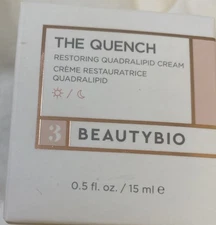 THE QUENCH
RESTORING QUADRALIPID CREAM
CRÈME RESTAURATRICE
QUADRALIPID
/
3 BEAUTYBIO
0.5 fl. oz. / 15 ml e